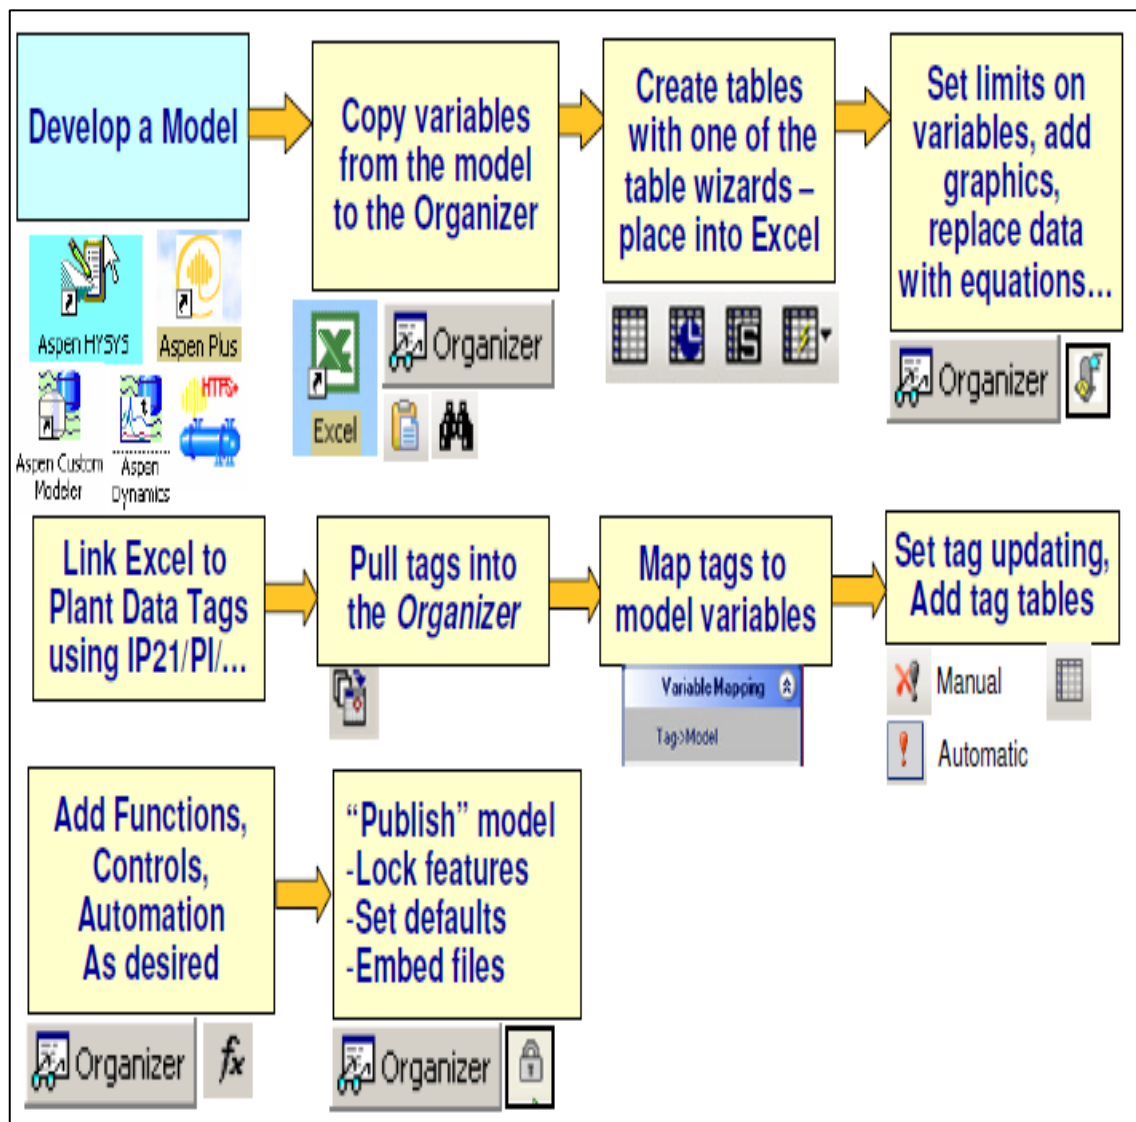 Develop a Model
Copy variables
from the model
to the Organizer
Create tables
with one of the
table wizards –
place into Excel
Set limits on
variables, add
graphics,
replace data
with equations...
Aspen HYSYS
Aspen Plus
HTFS+
Aspen Custom
Modeler
Aspen
Dynamics
Excel
Organizer
S
Organizer
Link Excel to
Plant Data Tags
using IP21/PI/...
Pull tags into
the Organizer
Map tags to
model variables
Variable Mapping
Tag->Model
Set tag updating,
Add tag tables
Manual
Automatic
Add Functions,
Controls,
Automation
As desired
Organizer
fx
“Publish” model
-Lock features
-Set defaults
-Embed files
Organizer